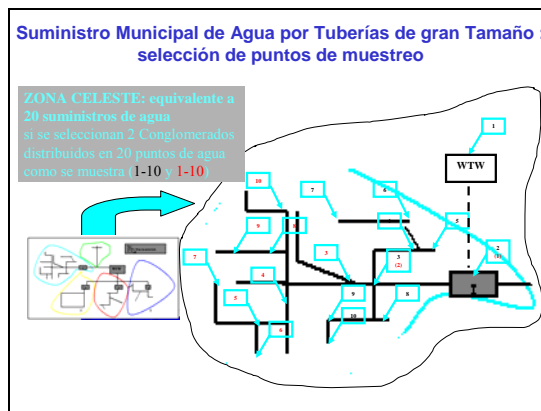 Suministro Municipal de Agua por Tuberías de gran Tamaño :
selección de puntos de muestreo
ZONA CELESTE: equivalente a
20 suministros de agua
si se seleccionan 2 Conglomerados
distribuidos en 20 puntos de agua
como se muestra (1-10 y 1-10)
1
WTW
10
7
6
9
5
7
3
3
(2)
2
(1)
4
5
9
8
10
6